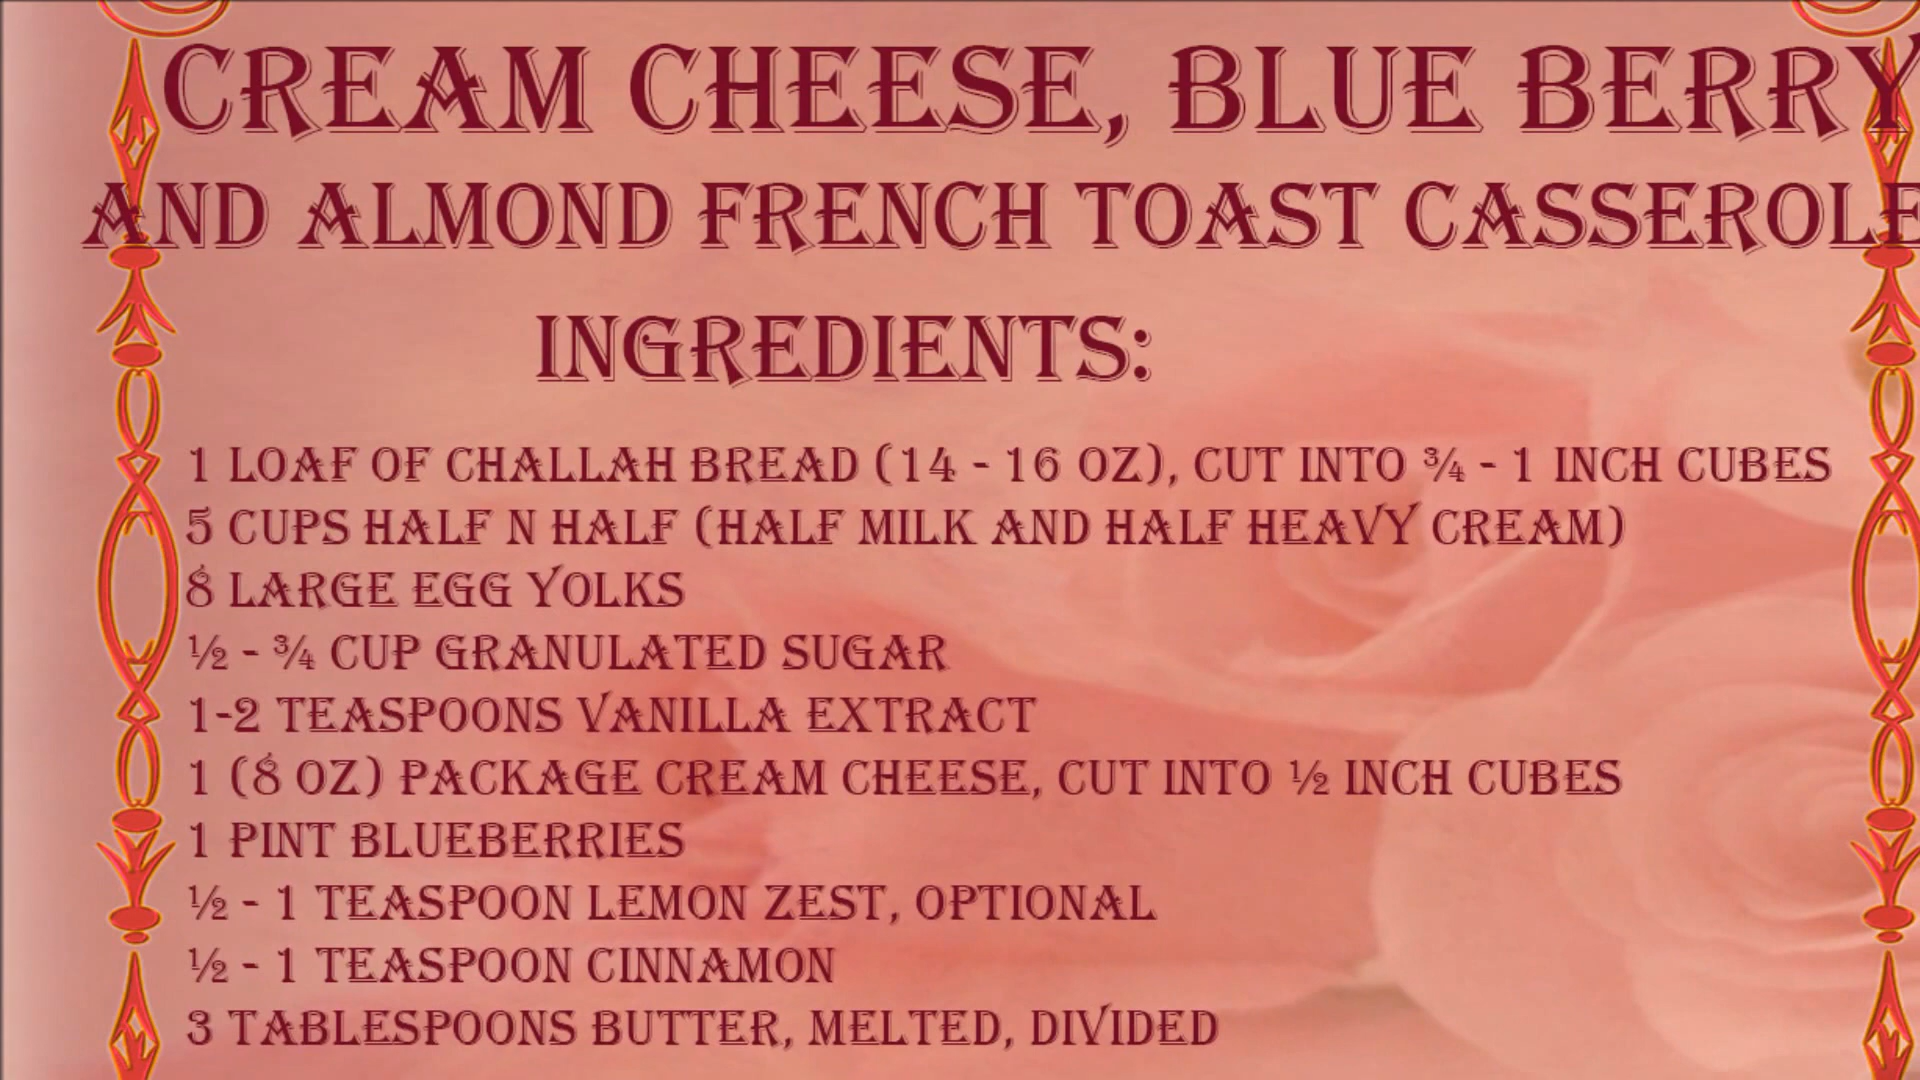 CREAM CHEESE, BLUE BERRY
AND ALMOND FRENCH TOAST CASSEROLE
INGREDIENTS:
1 LOAF OF CHALLAH BREAD (14 - 16 OZ), CUT INTO ¾ - 1 INCH CUBES
5 CUPS HALF N HALF (HALF MILK AND HALF HEAVY CREAM)
8 LARGE EGG YOLKS
½ - ¾ CUP GRANULATED SUGAR
1-2 TEASPOONS VANILLA EXTRACT
1 (8 OZ) PACKAGE CREAM CHEESE, CUT INTO ½ INCH CUBES
1 PINT BLUEBERRIES
½ - 1 TEASPOON LEMON ZEST, OPTIONAL
½ - 1 TEASPOON CINNAMON
3 TABLESPOONS BUTTER, MELTED, DIVIDED